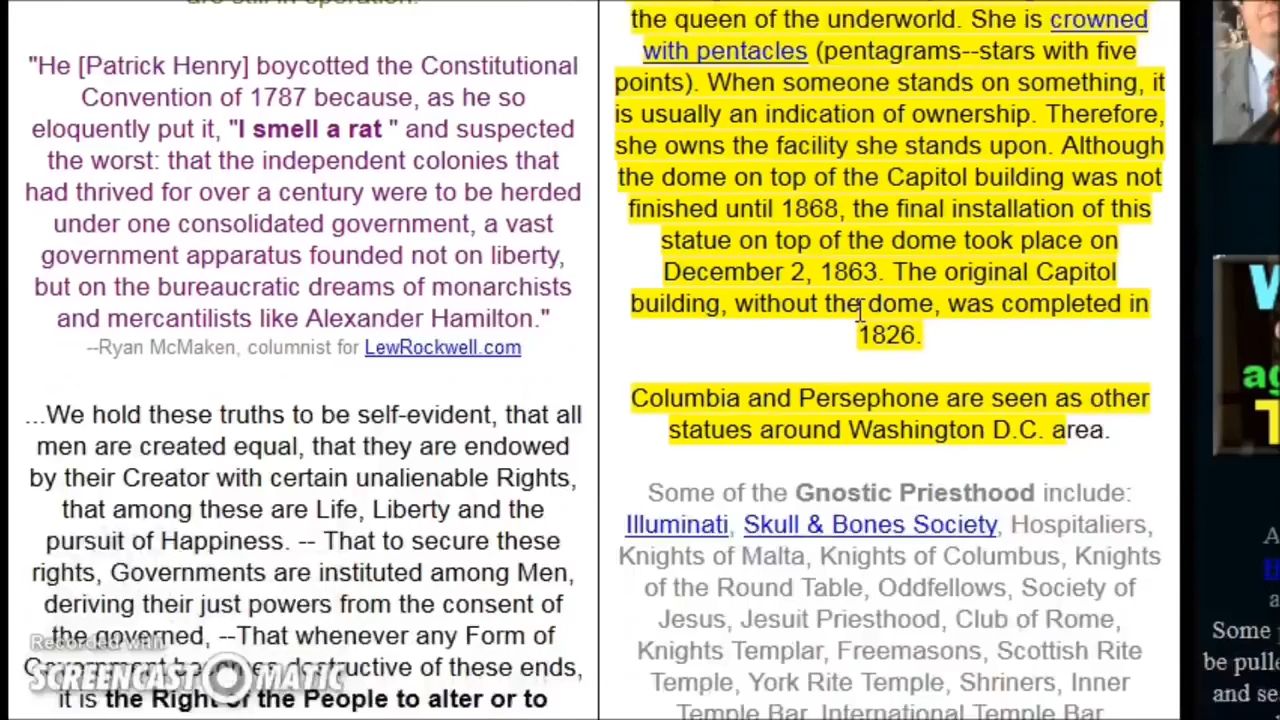 are still in operation.
"He [Patrick Henry] boycotted the Constitutional
Convention of 1787 because, as he so
eloquently put it, "I smell a rat " and suspected
the worst: that the independent colonies that
had thrived for over a century were to be herded
under one consolidated government, a vast
government apparatus founded not on liberty,
but on the bureaucratic dreams of monarchists
and mercantilists like Alexander Hamilton."
--Ryan McMaken, columnist for LewRockwell.com
...We hold these truths to be self-evident, that all
men are created equal, that they are endowed
by their Creator with certain unalienable Rights,
that among these are Life, Liberty and the
pursuit of Happiness. -- That to secure these
rights, Governments are instituted among Men,
deriving their just powers from the consent of
the governed, --That whenever any Form of
Government becomes destructive of these ends,
it is the Right of the People to alter or to
the queen of the underworld. She is crowned
with pentacles (pentagrams--stars with five
points). When someone stands on something, it
is usually an indication of ownership. Therefore,
she owns the facility she stands upon. Although
the dome on top of the Capitol building was not
finished until 1868, the final installation of this
statue on top of the dome took place on
December 2, 1863. The original Capitol
building, without the dome, was completed in
1826.
Columbia and Persephone are seen as other
statues around Washington D.C. area.
Some of the Gnostic Priesthood include:
Illuminati, Skull & Bones Society, Hospitaliers,
Knights of Malta, Knights of Columbus, Knights
of the Round Table, Oddfellows, Society of
Jesus, Jesuit Priesthood, Club of Rome,
Knights Templar, Freemasons, Scottish Rite
Temple, York Rite Temple, Shriners, Inner
Temple Bar, International Temple Bar
Some
be pulle
and se
Recorded with
SCREENCAST MATIC